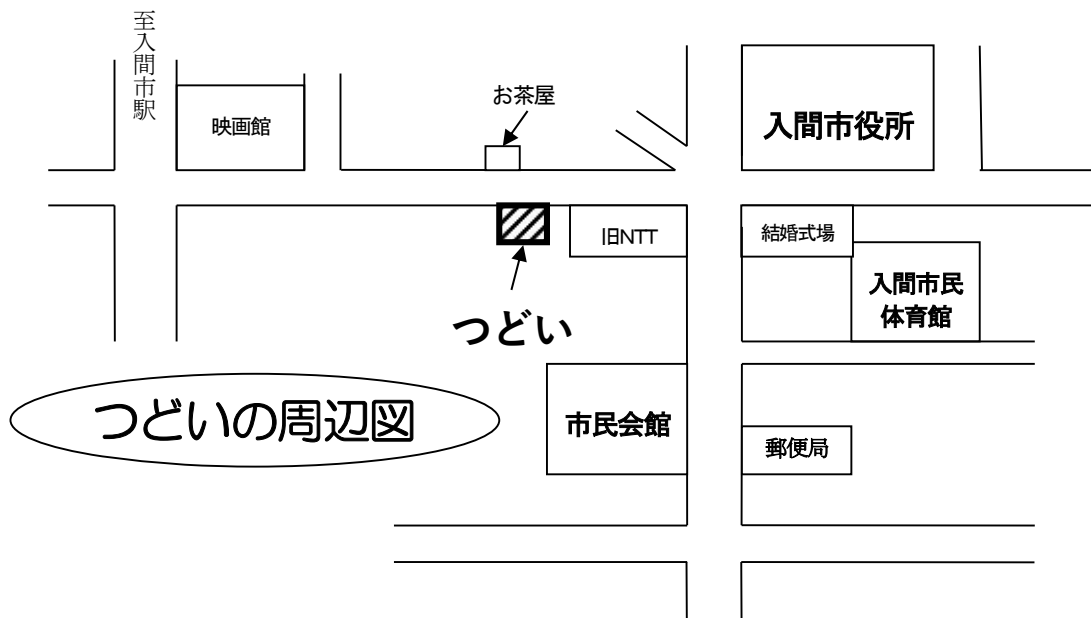 至入間市駅
映画館
お茶屋
入間市役所
旧NTT
結婚式場
入間市民
体育館
つどい
つどいの周辺図
市民会館
郵便局